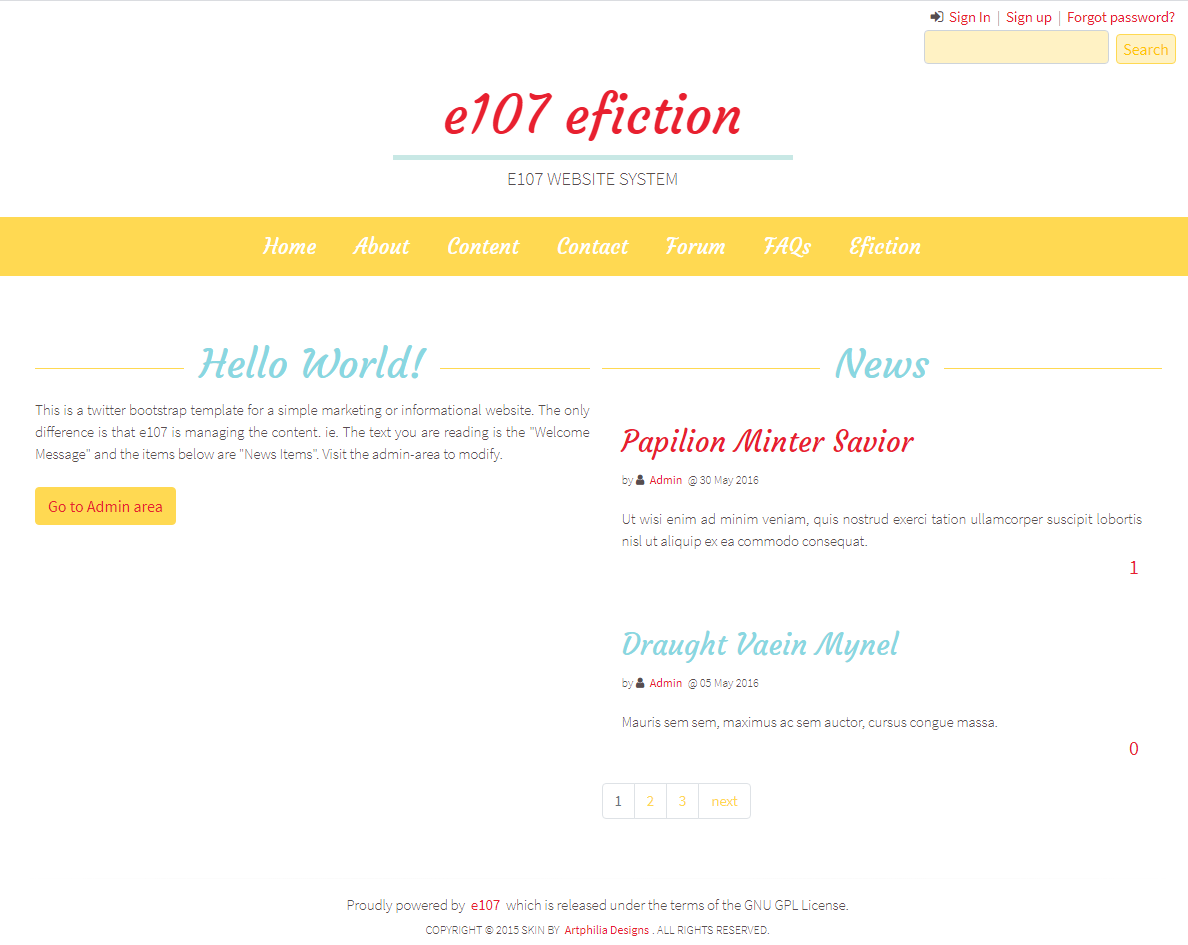 Sign In | Sign up | Forgot password?
Search
e107 efiction
E107 WEBSITE SYSTEM
Home About Content Contact Forum FAQs Efiction
Hello World!
This is a twitter bootstrap template for a simple marketing or informational website. The only
difference is that e107 is managing the content. ie. The text you are reading is the "Welcome
Message" and the items below are "News Items". Visit the admin-area to modify.
Go to Admin area
News
Papilion Minter Savior
by Admin @ 30 May 2016
Ut wisi enim ad minim veniam, quis nostrud exerci tation ullamcorper suscipit lobortis
nisl ut aliquip ex ea commodo consequat.
1
Draught Vaein Mynel
by Admin @ 05 May 2016
Mauris sem sem, maximus ac sem auctor, cursus congue massa.
0
1 2 3 next
Proudly powered by e107 which is released under the terms of the GNU GPL License.
COPYRIGHT © 2015 SKIN BY Artphilia Designs . ALL RIGHTS RESERVED.